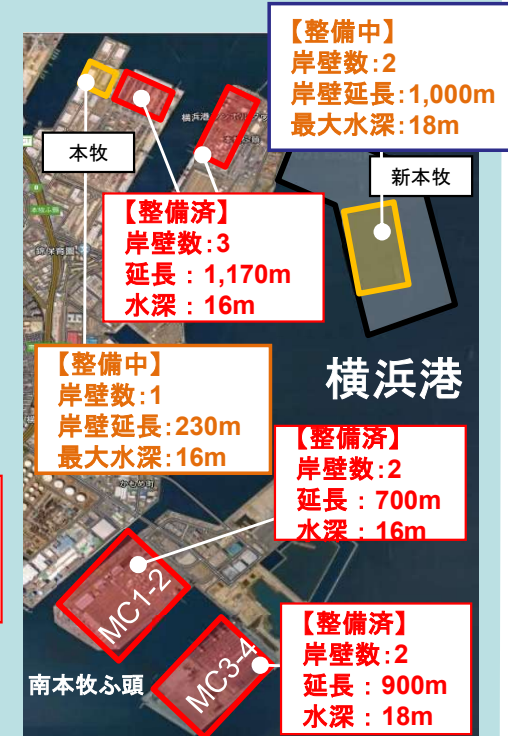 【整備中】
岸壁数:2
岸壁延長:1,000m
最大水深:18m
本牧
新本牧
【整備済】
岸壁数:3
延長：1,170m
水深：16m
【整備中】
岸壁数:1
岸壁延長:230m
最大水深:16m
横浜港
【整備済】
岸壁数:2
延長：700m
水深：16m
MC1-2
【整備済】
岸壁数:2
延長：900m
水深：18m
MC3-4
南本牧ふ頭